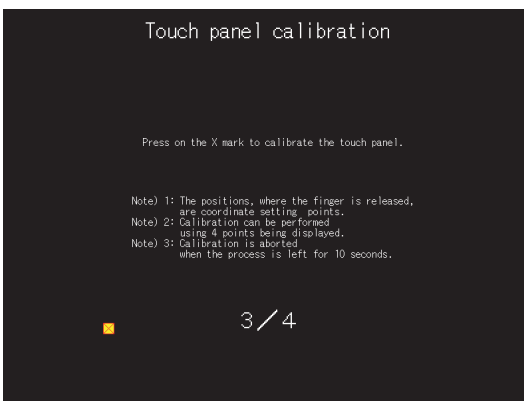 Touch panel calibration
Press on the X mark to calibrate the touch panel.
Note) 1: The positions, where the finger is released,
are coordinate setting points.
Note) 2: Calibration can be performed
using 4 points being displayed.
Note) 3: Calibration is aborted
when the process is left for 10 seconds.
3/4